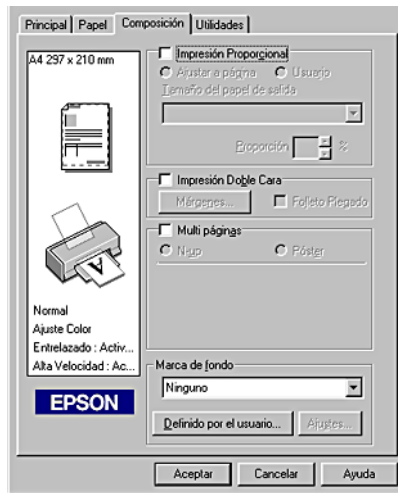 Principal Papel Composición Utilidades
A4 297 x 210 mm
Normal
Ajuste Color
Entrelazado : Activ...
Alta Velocidad : Ac...
EPSON
Impresión Proporcional
Ajustar a página Usuario
Tamaño del papel de salida
Proporción %
Impresión Doble Cara
Márgenes... Folleto Plegado
Multi páginas
N-up Póster
Marca de fondo
Ninguno
Definido por el usuario... Ajustes...
Aceptar Cancelar Ayuda